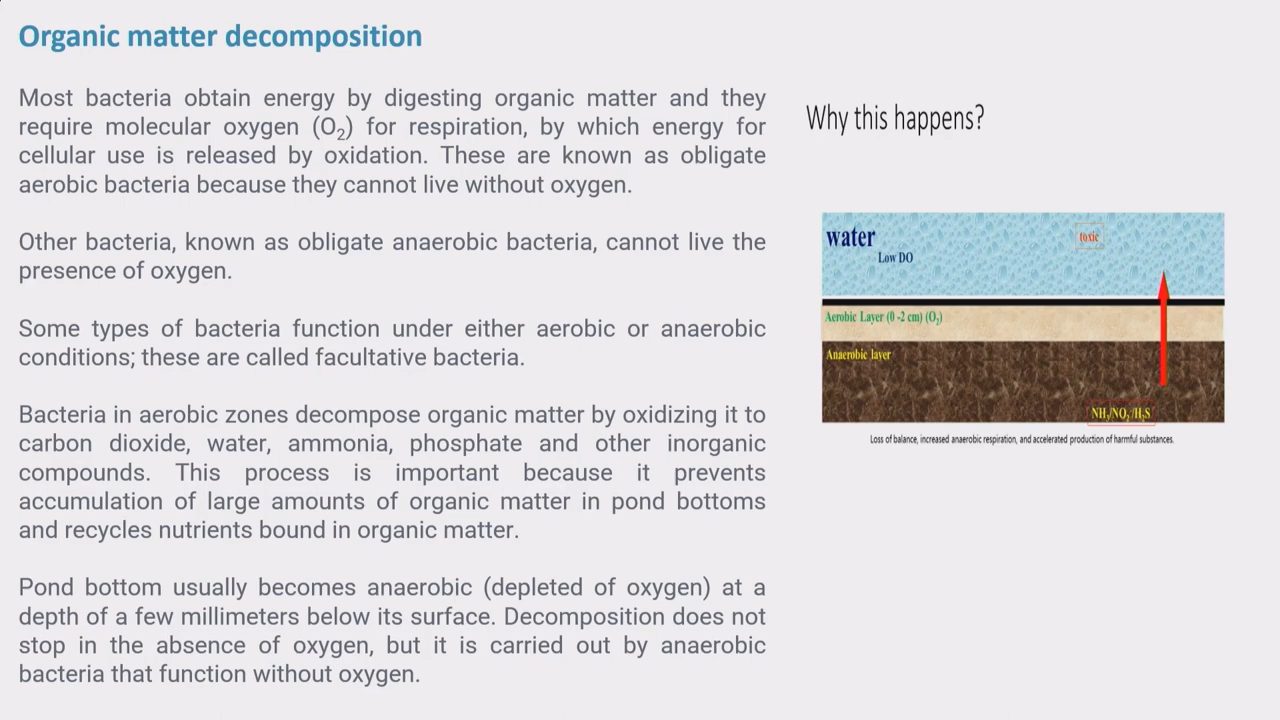 Organic matter decomposition
Most bacteria obtain energy by digesting organic matter and they
require molecular oxygen (O₂) for respiration, by which energy for
cellular use is released by oxidation. These are known as obligate
aerobic bacteria because they cannot live without oxygen.
Other bacteria, known as obligate anaerobic bacteria, cannot live the
presence of oxygen.
Some types of bacteria function under either aerobic or anaerobic
conditions; these are called facultative bacteria.
Bacteria in aerobic zones decompose organic matter by oxidizing it to
carbon dioxide, water, ammonia, phosphate and other inorganic
compounds. This process is important because it prevents
accumulation of large amounts of organic matter in pond bottoms
and recycles nutrients bound in organic matter.
Pond bottom usually becomes anaerobic (depleted of oxygen) at a
depth of a few millimeters below its surface. Decomposition does not
stop in the absence of oxygen, but it is carried out by anaerobic
bacteria that function without oxygen.
Why this happens?
water
toxic
Low DO
Aerobic Layer (0 -2 cm) (O₂)
Anaerobic layer
NH₃/NO₂/H₂S
Loss of balance, increased anaerobic respiration, and accelerated production of harmful substances.